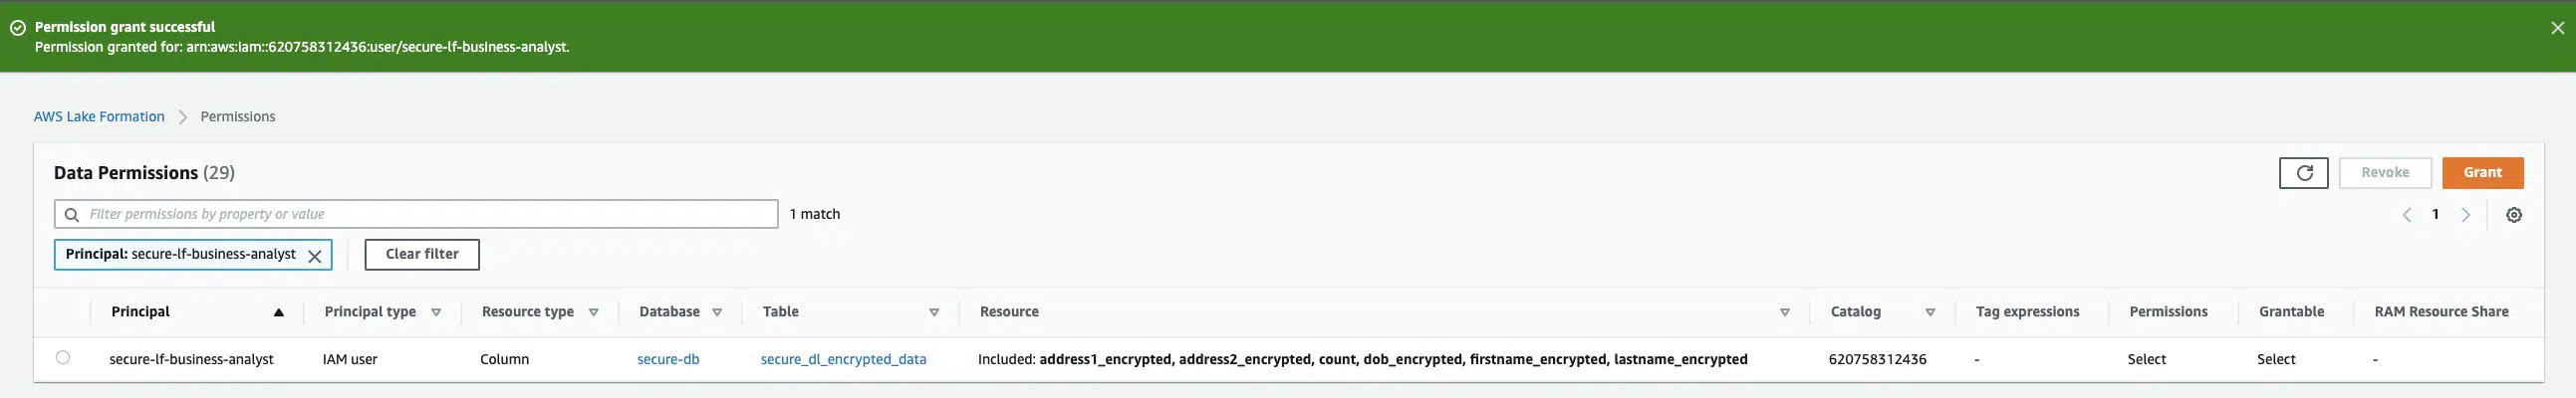 Permission grant successful
Permission granted for: arn:aws:iam::620758312436:user/secure-lf-business-analyst.
AWS Lake Formation Permissions
Data Permissions (29)
Revoke
Grant
Filter permissions by property or value
1 match
1
Principal: secure-lf-business-analyst
Clear filter
Principal Principal type Resource type Database Table Resource Catalog Tag expressions Permissions Grantable RAM Resource Share
secure-lf-business-analyst IAM user Column secure-db secure_dl_encrypted_data Included: address1_encrypted, address2_encrypted, count, dob_encrypted, firstname_encrypted, lastname_encrypted 620758312436 - Select Select -